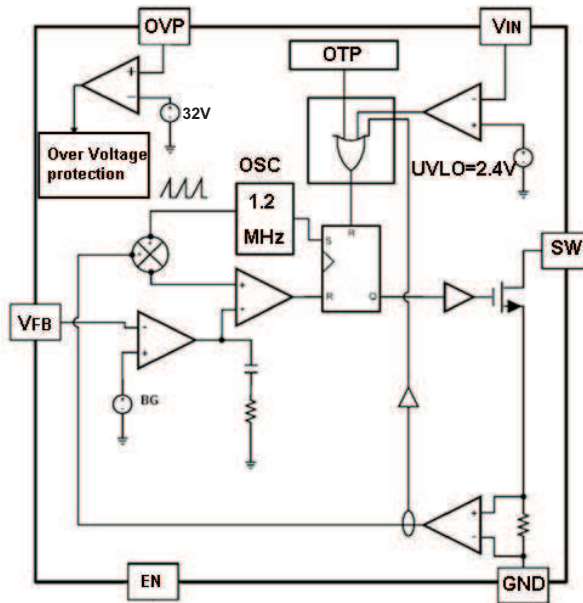 OVP
VIN
OTP
+
-
32V
-
+
Over Voltage
protection
UVLO=2.4V
OSC
1.2
MHz
R
S
SW
+
+
+
-
R
Q
VFB
-
+
BG
+
-
EN
GND